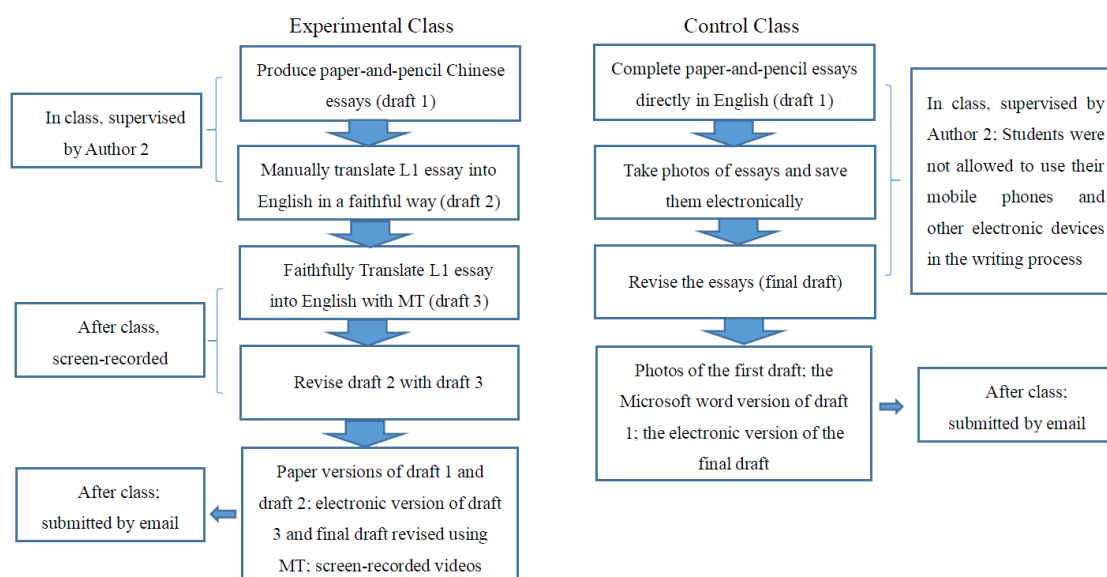 Experimental Class
Produce paper-and-pencil Chinese
essays (draft 1)
In class, supervised
by Author 2
Manually translate L1 essay into
English in a faithful way (draft 2)
Faithfully Translate L1 essay
into English with MT (draft 3)
After class,
screen-recorded
Revise draft 2 with draft 3
Paper versions of draft 1 and
draft 2; electronic version of draft
3 and final draft revised using
MT; screen-recorded videos
After class;
submitted by email
Control Class
Complete paper-and-pencil essays
directly in English (draft 1)
In class, supervised by
Author 2; Students were
not allowed to use their
mobile phones and
other electronic devices
in the writing process
Take photos of essays and save
them electronically
Revise the essays (final draft)
Photos of the first draft; the
Microsoft word version of draft
1; the electronic version of the
final draft
After class;
submitted by email